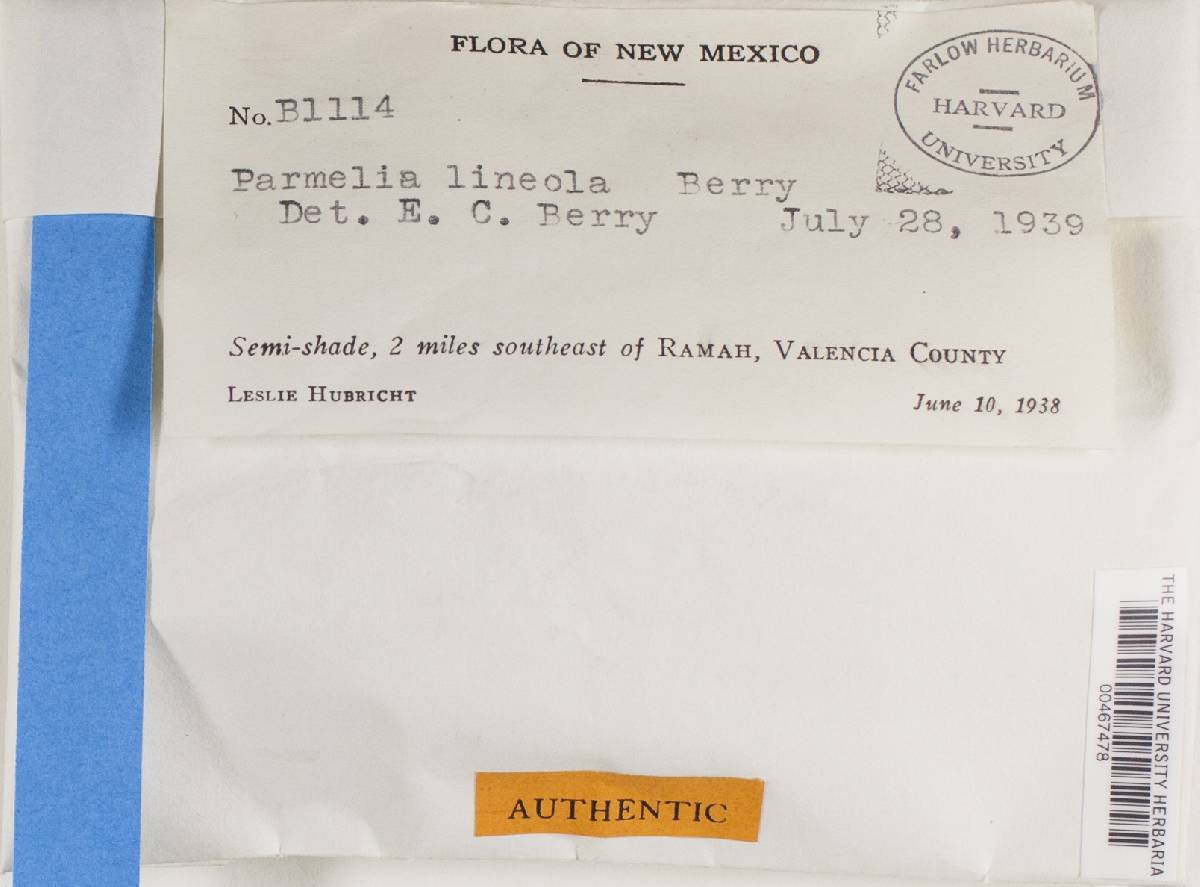 FLORA OF NEW MEXICO
No. B1114
FARLOW HERBARIUM
HARVARD
UNIVERSITY
Parmelia lineola Berry
Det. E. C. Berry July 28, 1939
Semi-shade, 2 miles southeast of RAMAH, VALENCIA COUNTY
LESLIE HUBRICHT June 10, 1938
THE HARVARD UNIVERSITY HERBARIA
00467478
AUTHENTIC